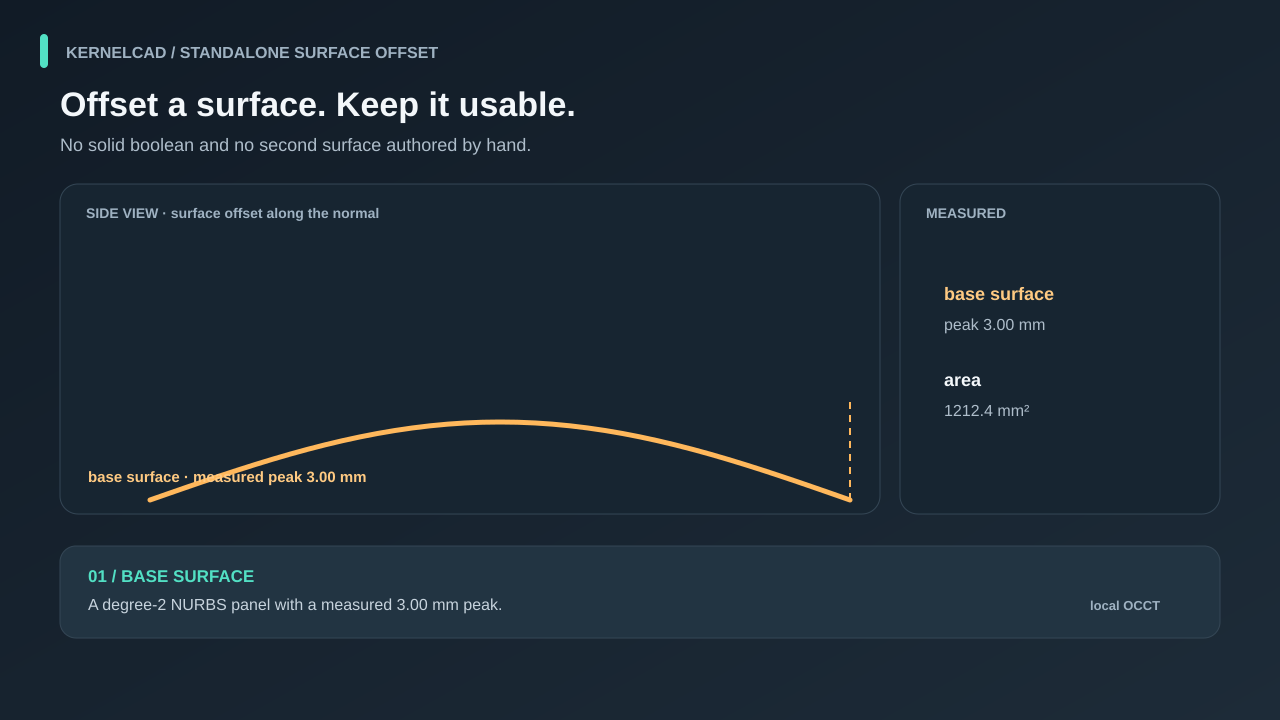 KERNELCAD / STANDALONE SURFACE OFFSET
Offset a surface. Keep it usable.
No solid boolean and no second surface authored by hand.
SIDE VIEW · surface offset along the normal
base surface · measured peak 3.00 mm
MEASURED
base surface
peak 3.00 mm
area
1212.4 mm²
01 / BASE SURFACE
A degree-2 NURBS panel with a measured 3.00 mm peak.
local OCCT